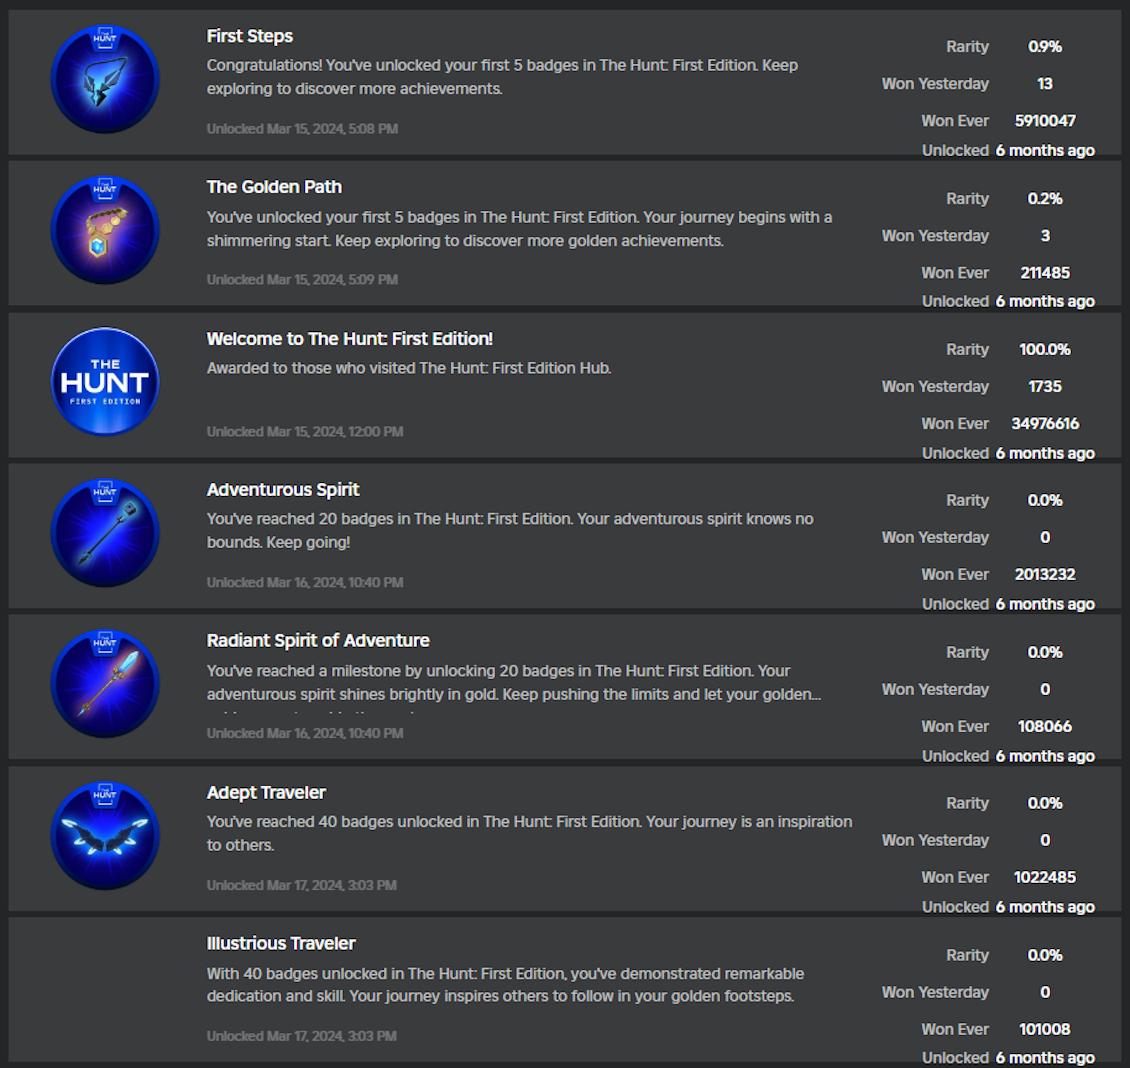 THE
HUNT
First Steps
Congratulations! You've unlocked your first 5 badges in The Hunt: First Edition. Keep
exploring to discover more achievements.
Unlocked Mar 15, 2024, 5:08 PM
Rarity 0.9%
Won Yesterday 13
Won Ever 5910047
Unlocked 6 months ago
THE
HUNT
The Golden Path
You've unlocked your first 5 badges in The Hunt: First Edition. Your journey begins with a
shimmering start. Keep exploring to discover more golden achievements.
Unlocked Mar 15, 2024, 5:09 PM
Rarity 0.2%
Won Yesterday 3
Won Ever 211485
Unlocked 6 months ago
THE
HUNT
FIRST EDITION
Welcome to The Hunt: First Edition!
Awarded to those who visited The Hunt: First Edition Hub.
Unlocked Mar 15, 2024, 12:00 PM
Rarity 100.0%
Won Yesterday 1735
Won Ever 34976616
Unlocked 6 months ago
THE
HUNT
Adventurous Spirit
You've reached 20 badges in The Hunt: First Edition. Your adventurous spirit knows no
bounds. Keep going!
Unlocked Mar 16, 2024, 10:40 PM
Rarity 0.0%
Won Yesterday 0
Won Ever 2013232
Unlocked 6 months ago
THE
HUNT
Radiant Spirit of Adventure
You've reached a milestone by unlocking 20 badges in The Hunt: First Edition. Your
adventurous spirit shines brightly in gold. Keep pushing the limits and let your golden...
Unlocked Mar 16, 2024, 10:40 PM
Rarity 0.0%
Won Yesterday 0
Won Ever 108066
Unlocked 6 months ago
THE
HUNT
Adept Traveler
You've reached 40 badges unlocked in The Hunt: First Edition. Your journey is an inspiration
to others.
Unlocked Mar 17, 2024, 3:03 PM
Rarity 0.0%
Won Yesterday 0
Won Ever 1022485
Unlocked 6 months ago
Illustrious Traveler
With 40 badges unlocked in The Hunt: First Edition, you've demonstrated remarkable
dedication and skill. Your journey inspires others to follow in your golden footsteps.
Unlocked Mar 17, 2024, 3:03 PM
Rarity 0.0%
Won Yesterday 0
Won Ever 101008
Unlocked 6 months ago